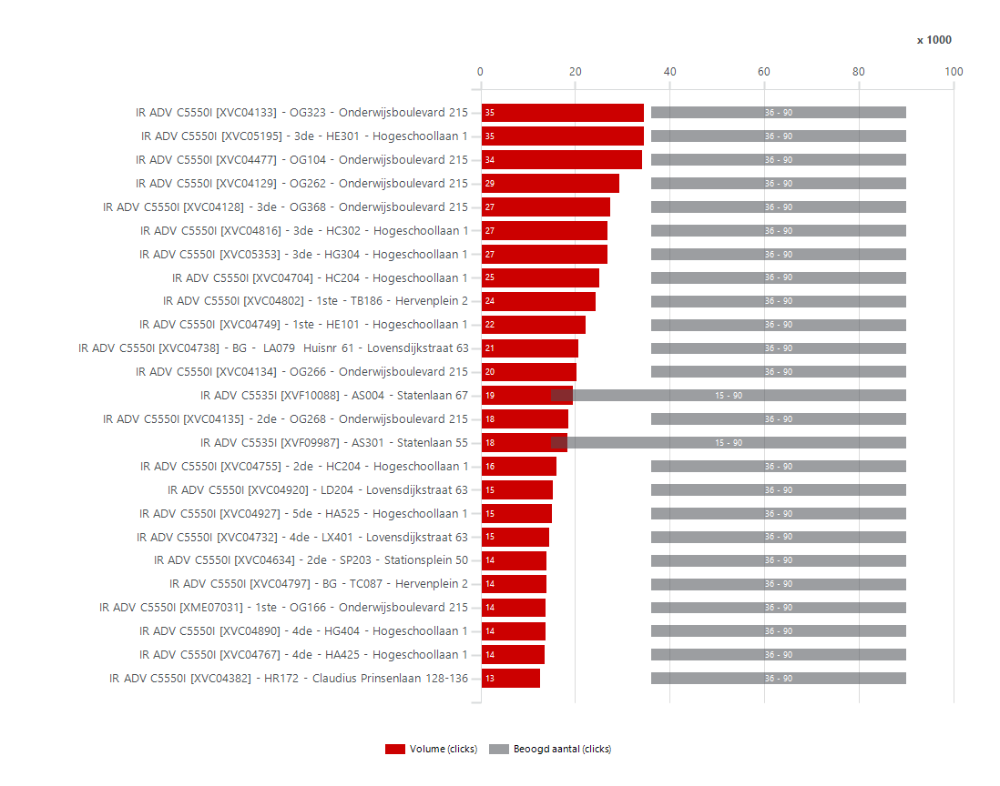 x 1000
0 20 40 60 80 100
IR ADV C5550I [XVC04133] - OG323 - Onderwijsboulevard 215 35 36 - 90
IR ADV C5550I [XVC05195] - 3de - HE301 - Hogeschoollaan 1 35 36 - 90
IR ADV C5550I [XVC04477] - OG104 - Onderwijsboulevard 215 34 36 - 90
IR ADV C5550I [XVC04129] - OG262 - Onderwijsboulevard 215 29 36 - 90
IR ADV C5550I [XVC04128] - 3de - OG368 - Onderwijsboulevard 215 27 36 - 90
IR ADV C5550I [XVC04816] - 3de - HC302 - Hogeschoollaan 1 27 36 - 90
IR ADV C5550I [XVC05353] - 3de - HG304 - Hogeschoollaan 1 27 36 - 90
IR ADV C5550I [XVC04704] - HC204 - Hogeschoollaan 1 25 36 - 90
IR ADV C5550I [XVC04802] - 1ste - TB186 - Hervenplein 2 24 36 - 90
IR ADV C5550I [XVC04749] - 1ste - HE101 - Hogeschoollaan 1 22 36 - 90
IR ADV C5550I [XVC04738] - BG - LA079 Huisnr 61 - Lovensdijkstraat 63 21 36 - 90
IR ADV C5550I [XVC04134] - OG266 - Onderwijsboulevard 215 20 36 - 90
IR ADV C5535I [XVF10088] - AS004 - Statenlaan 67 19 15 - 90
IR ADV C5550I [XVC04135] - 2de - OG268 - Onderwijsboulevard 215 18 36 - 90
IR ADV C5535I [XVF09987] - AS301 - Statenlaan 55 18 15 - 90
IR ADV C5550I [XVC04755] - 2de - HC204 - Hogeschoollaan 1 16 36 - 90
IR ADV C5550I [XVC04920] - LD204 - Lovensdijkstraat 63 15 36 - 90
IR ADV C5550I [XVC04927] - 5de - HA525 - Hogeschoollaan 1 15 36 - 90
IR ADV C5550I [XVC04732] - 4de - LX401 - Lovensdijkstraat 63 15 36 - 90
IR ADV C5550I [XVC04634] - 2de - SP203 - Stationsplein 50 14 36 - 90
IR ADV C5550I [XVC04797] - BG - TC087 - Hervenplein 2 14 36 - 90
IR ADV C5550I [XME07031] - 1ste - OG166 - Onderwijsboulevard 215 14 36 - 90
IR ADV C5550I [XVC04890] - 4de - HG404 - Hogeschoollaan 1 14 36 - 90
IR ADV C5550I [XVC04767] - 4de - HA425 - Hogeschoollaan 1 14 36 - 90
IR ADV C5550I [XVC04382] - HR172 - Claudius Prinsenlaan 128-136 13 36 - 90
Volume (clicks) Beoogd aantal (clicks)